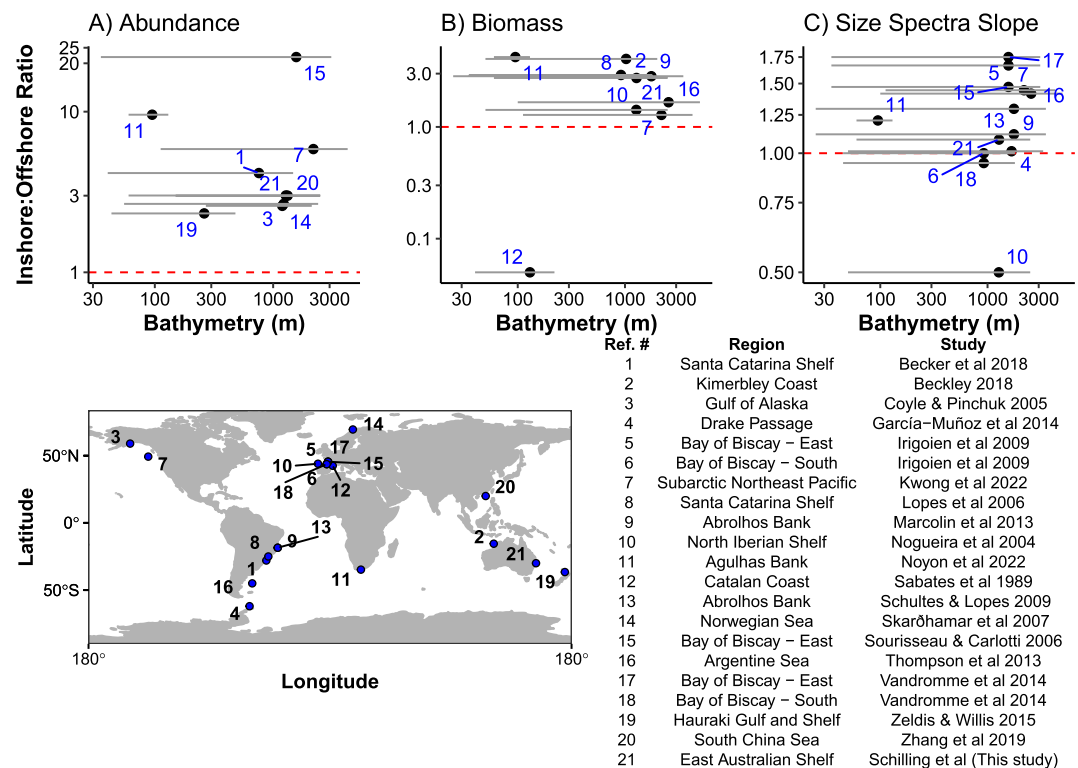 A) Abundance
B) Biomass
C) Size Spectra Slope
Inshore:Offshore Ratio
25
20
10
3
1
15
11
7
1
21
20
3
14
19
30
100
300
1000
3000
Bathymetry (m)
3.0
1.0
0.3
0.1
11
8
2
9
10
21
16
7
12
30
100
300
1000
3000
Bathymetry (m)
1.75
1.50
1.25
1.00
0.75
0.50
17
5
7
15
16
11
13
9
21
6
18
4
10
30
100
300
1000
3000
Bathymetry (m)
Latitude
50°N
0°
50°S
3
7
14
5
17
10
15
18
6
12
20
13
9
8
1
2
21
11
16
19
4
180°
180°
Longitude
Ref. # Region Study
1 Santa Catarina Shelf Becker et al 2018
2 Kimerbley Coast Beckley 2018
3 Gulf of Alaska Coyle & Pinchuk 2005
4 Drake Passage García−Muñoz et al 2014
5 Bay of Biscay − East Irigoien et al 2009
6 Bay of Biscay − South Irigoien et al 2009
7 Subarctic Northeast Pacific Kwong et al 2022
8 Santa Catarina Shelf Lopes et al 2006
9 Abrolhos Bank Marcolin et al 2013
10 North Iberian Shelf Nogueira et al 2004
11 Agulhas Bank Noyon et al 2022
12 Catalan Coast Sabates et al 1989
13 Abrolhos Bank Schultes & Lopes 2009
14 Norwegian Sea Skarðhamar et al 2007
15 Bay of Biscay − East Sourisseau & Carlotti 2006
16 Argentine Sea Thompson et al 2013
17 Bay of Biscay − East Vandromme et al 2014
18 Bay of Biscay − South Vandromme et al 2014
19 Hauraki Gulf and Shelf Zeldis & Willis 2015
20 South China Sea Zhang et al 2019
21 East Australian Shelf Schilling et al (This study)